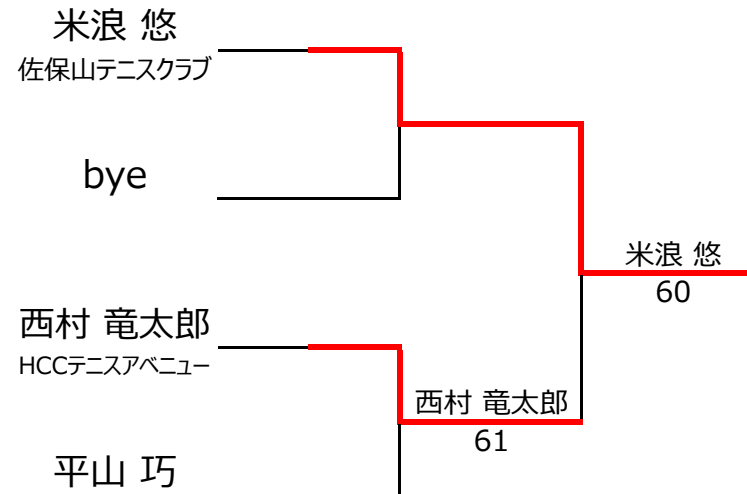 米浪 悠
佐保山テニスクラブ
bye
米浪 悠
60
西村 竜太郎
HCCテニスアベニュー
西村 竜太郎
61
平山 巧